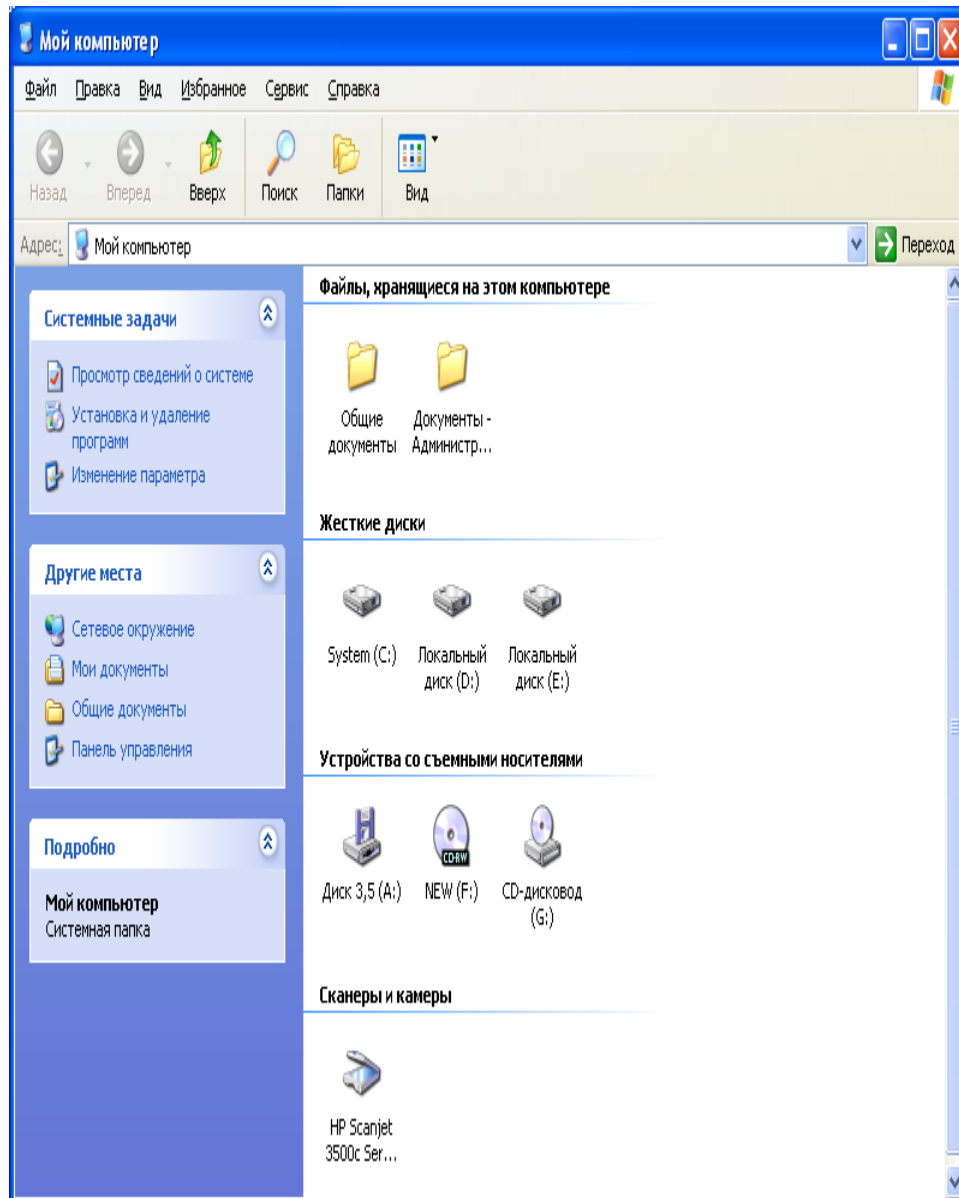 Мой компьютер
Файл Правка Вид Избранное Сервис Справка
Назад Вперед Вверх Поиск Папки Вид
Адрес: Мой компьютер Переход
Системные задачи
Просмотр сведений о системе
Установка и удаление
программ
Изменение параметра
Другие места
Сетевое окружение
Мои документы
Общие документы
Панель управления
Подробно
Мой компьютер
Системная папка
Файлы, хранящиеся на этом компьютере
Общие
документы
Документы -
Администр...
Жесткие диски
System (C:)
Локальный
диск (D:)
Локальный
диск (E:)
Устройства со съемными носителями
Диск 3,5 (A:)
CD-RW
NEW (F:)
CD-дисковод
(G:)
Сканеры и камеры
HP Scanjet
3500c Ser...